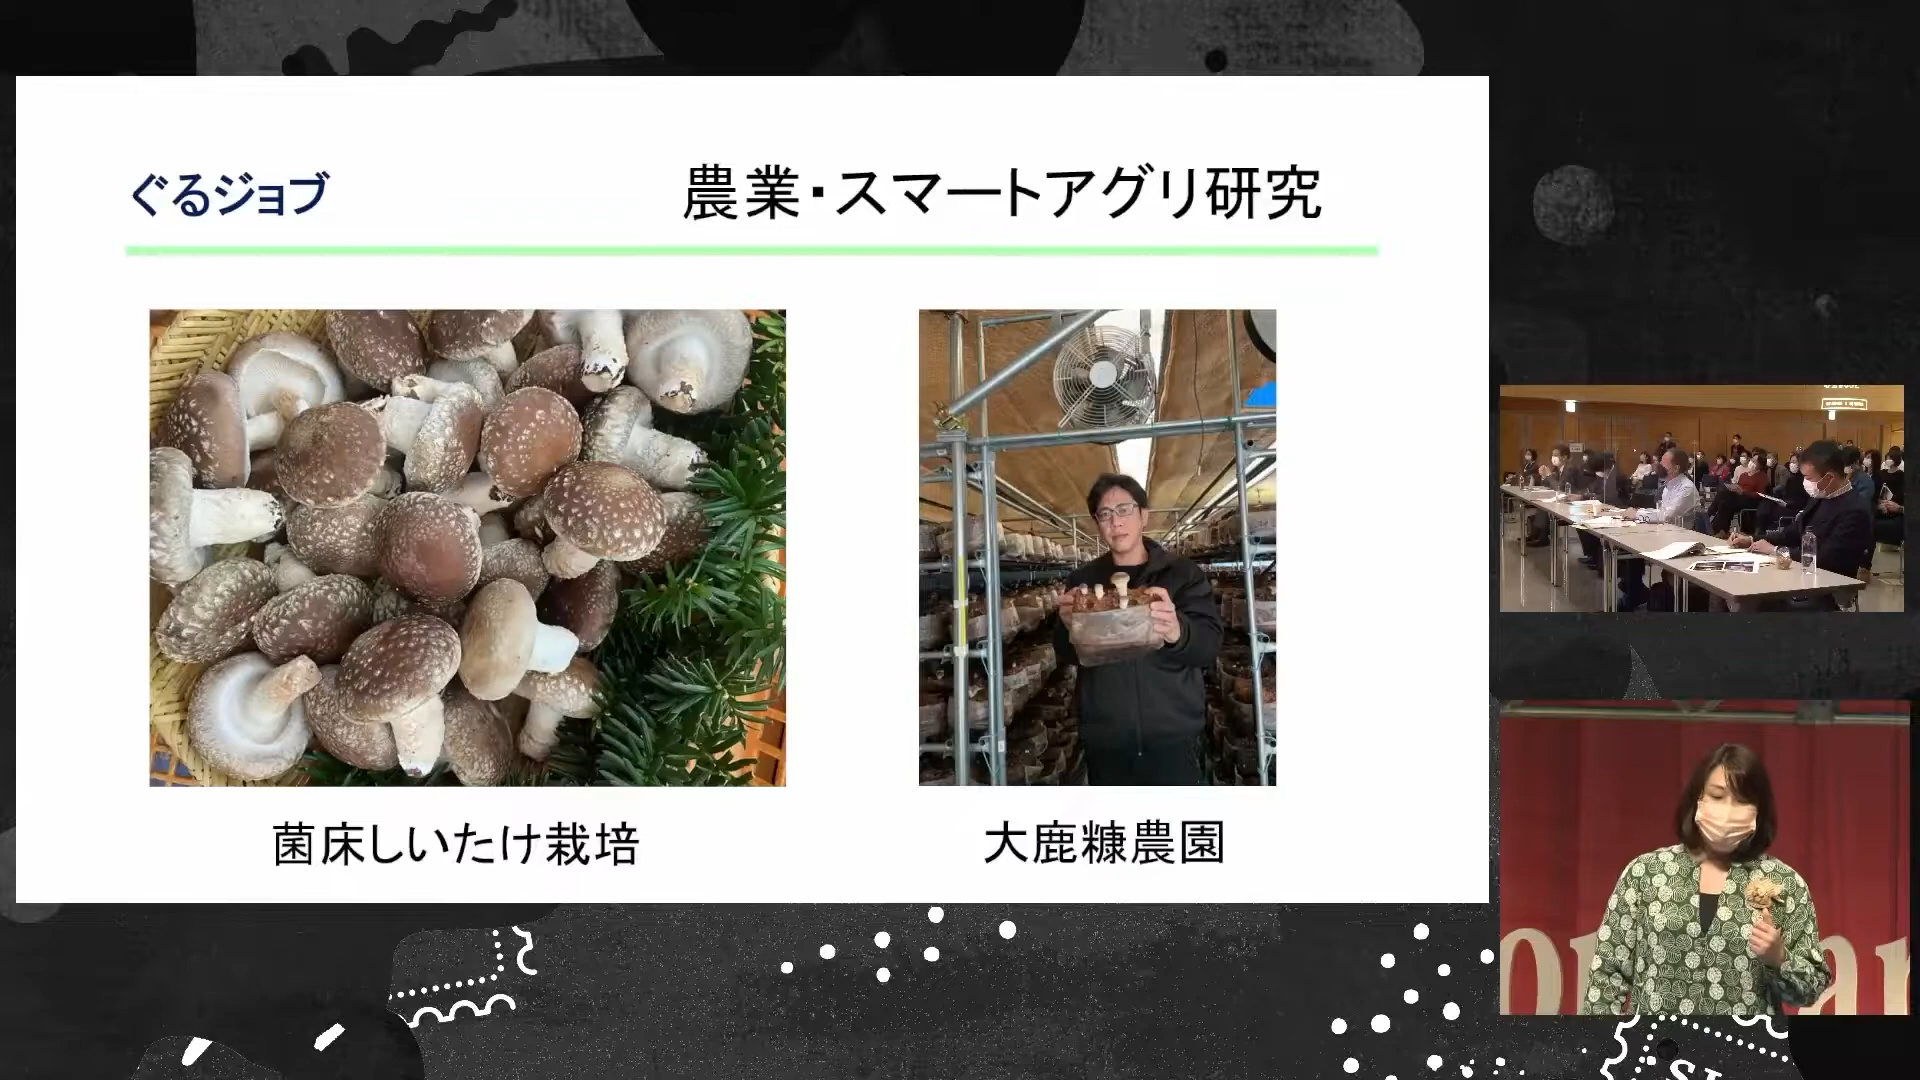 ぐるジョブ
農業・スマートアグリ研究
菌床しいたけ栽培
大鹿糠農園